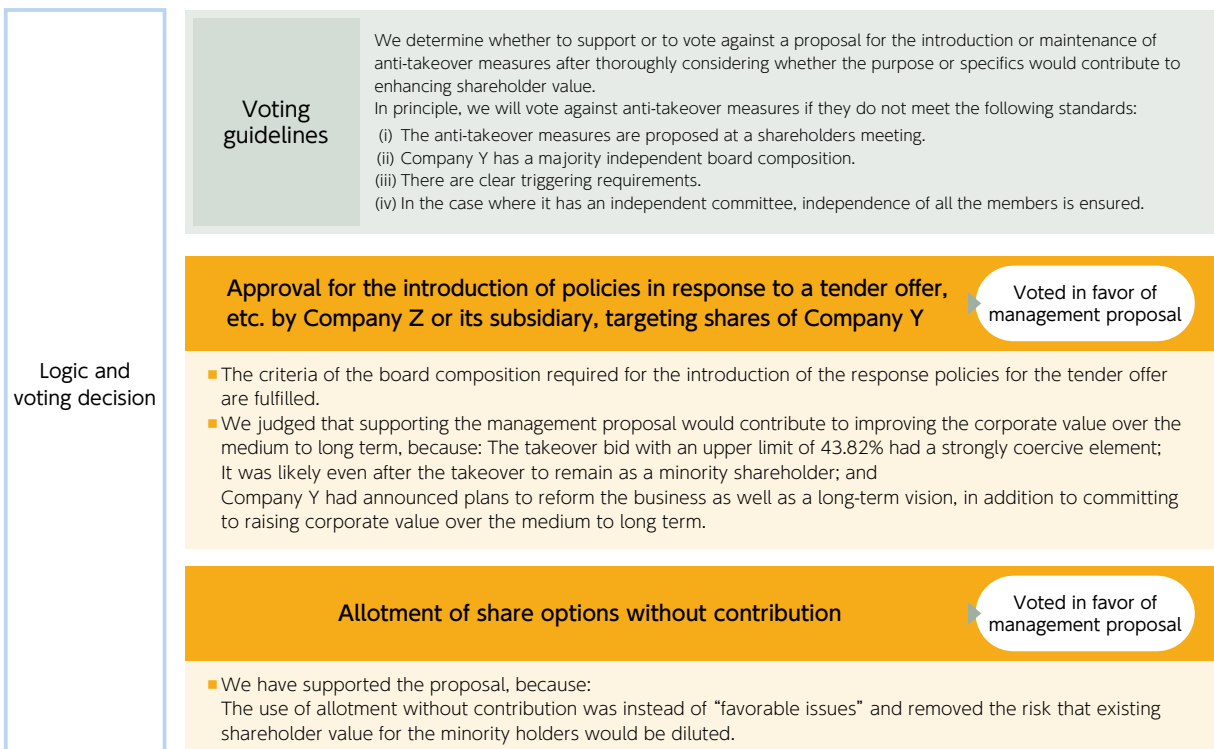 Logic and
voting decision
Voting
guidelines
We determine whether to support or to vote against a proposal for the introduction or maintenance of
anti-takeover measures after thoroughly considering whether the purpose or specifics would contribute to
enhancing shareholder value.
In principle, we will vote against anti-takeover measures if they do not meet the following standards:
(i) The anti-takeover measures are proposed at a shareholders meeting.
(ii) Company Y has a majority independent board composition.
(iii) There are clear triggering requirements.
(iv) In the case where it has an independent committee, independence of all the members is ensured.
Approval for the introduction of policies in response to a tender offer,
etc. by Company Z or its subsidiary, targeting shares of Company Y
Voted in favor of
management proposal
■ The criteria of the board composition required for the introduction of the response policies for the tender offer
are fulfilled.
■ We judged that supporting the management proposal would contribute to improving the corporate value over the
medium to long term, because: The takeover bid with an upper limit of 43.82% had a strongly coercive element;
It was likely even after the takeover to remain as a minority shareholder; and
Company Y had announced plans to reform the business as well as a long-term vision, in addition to committing
to raising corporate value over the medium to long term.
Allotment of share options without contribution
Voted in favor of
management proposal
■ We have supported the proposal, because:
The use of allotment without contribution was instead of “favorable issues” and removed the risk that existing
shareholder value for the minority holders would be diluted.